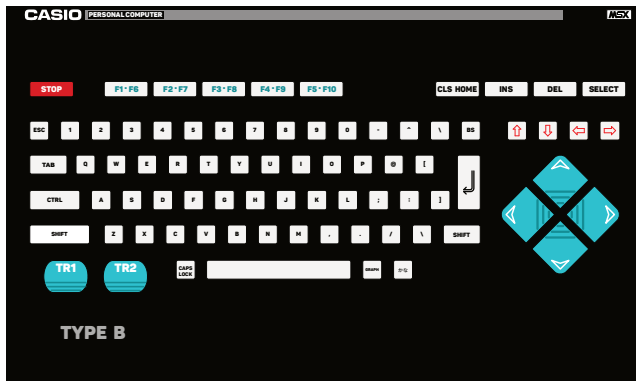 CASIO PERSONAL COMPUTER MSX
STOP F1·F6 F2·F7 F3·F8 F4·F9 F5·F10 CLS HOME INS DEL SELECT
ESC 1 2 3 4 5 6 7 8 9 0 - ^ \ BS
TAB Q W E R T Y U I O P @ [
CTRL A S D F G H J K L ; : ]
SHIFT Z X C V B N M , . / \ SHIFT
TR1 TR2 CAPS LOCK GRAPH かな
TYPE B